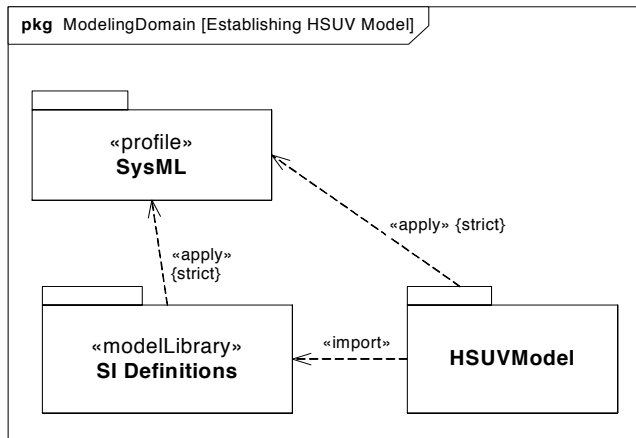 pkg ModelingDomain [Establishing HSUV Model]
«profile»
SysML
«apply» {strict}
«apply»
{strict}
«modelLibrary»
SI Definitions
«import»
HSUVModel